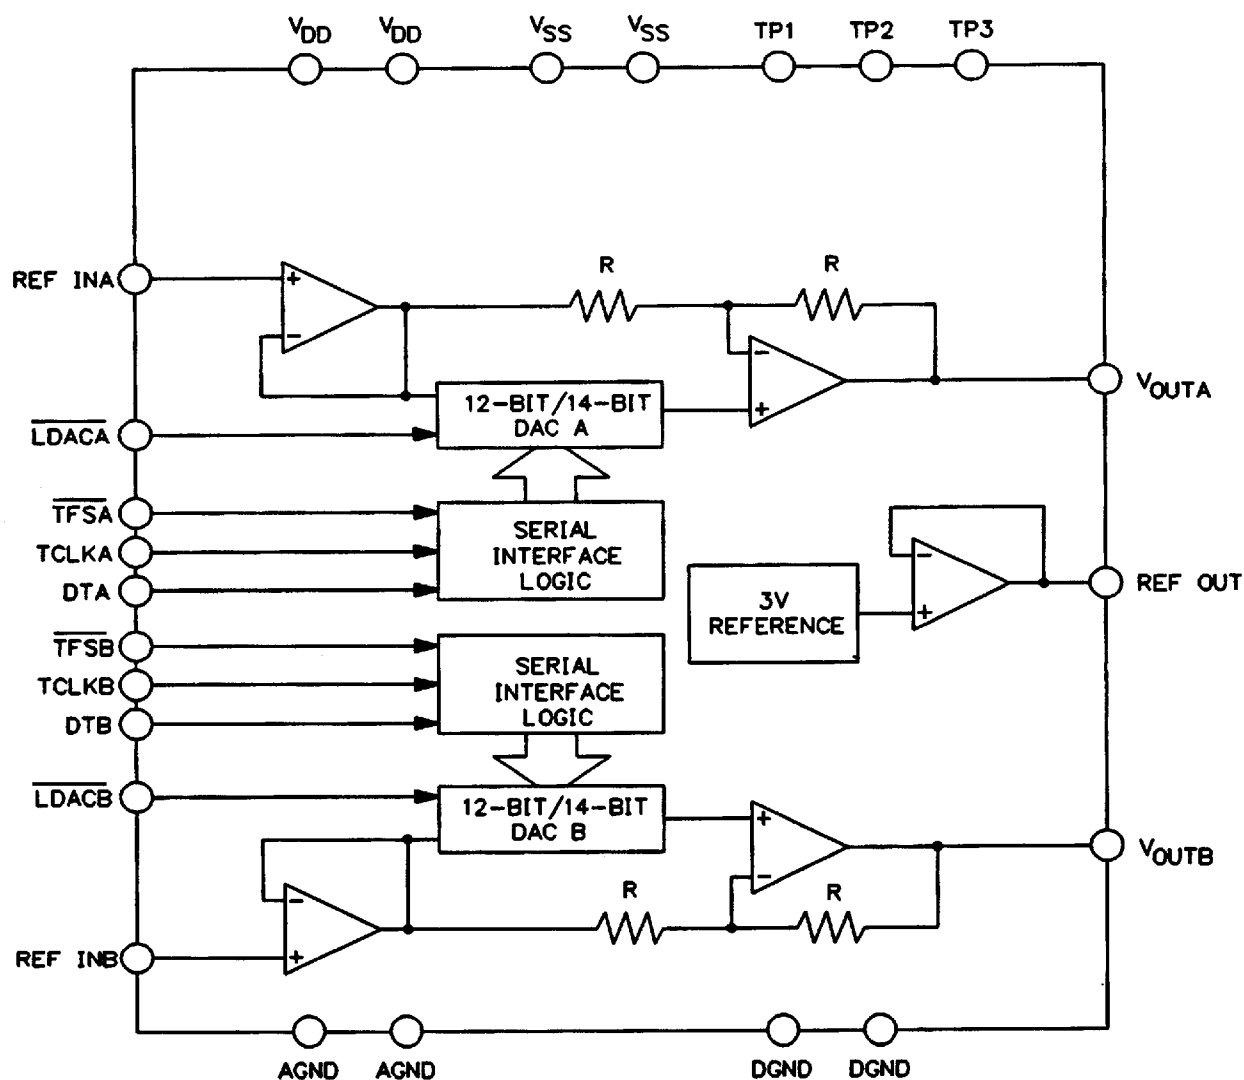 VDD VDD VSS VSS TP1 TP2 TP3
REF INA
+
−
R
R
−
+
VOUTA
LDACA
12-BIT/14-BIT
DAC A
TFSA
TCLKA
DTA
SERIAL
INTERFACE
LOGIC
−
+
REF OUT
3V
REFERENCE
TFSB
TCLKB
DTB
SERIAL
INTERFACE
LOGIC
LDACB
12-BIT/14-BIT
DAC B
+
−
VOUTB
R
R
−
+
REF INB
AGND AGND DGND DGND